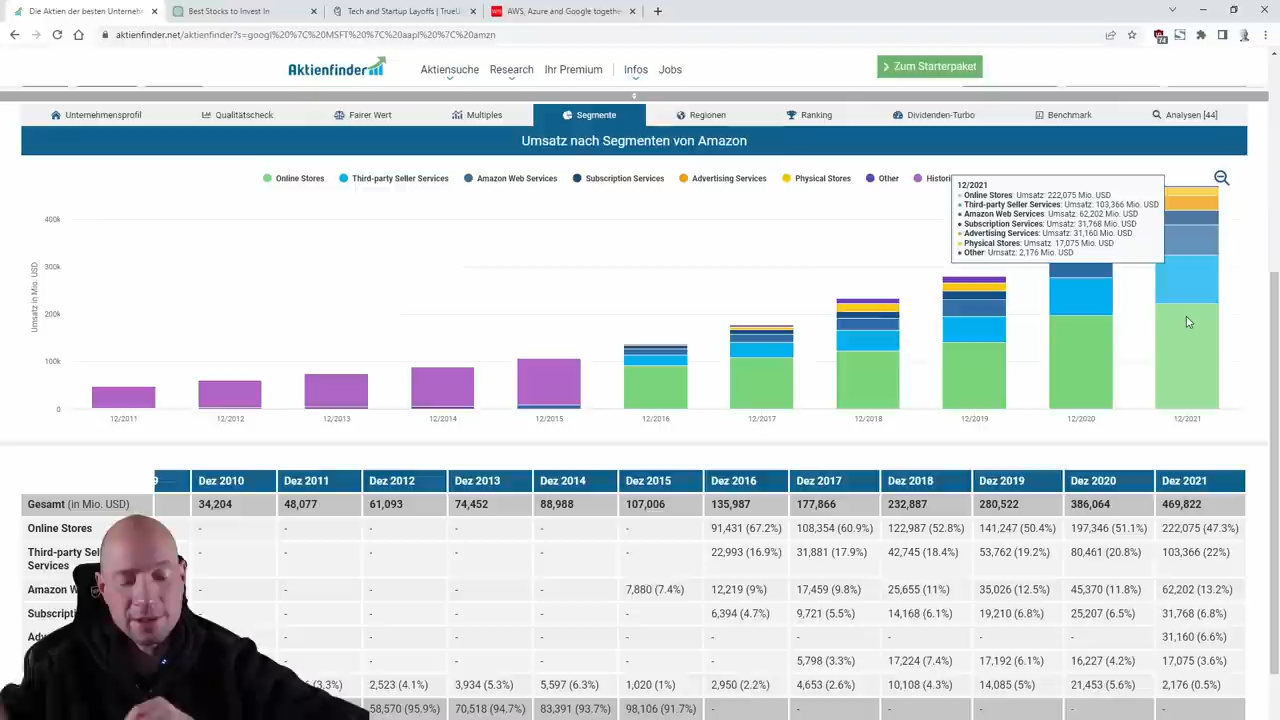 Die Aktien der besten Unterneh
Best Stocks to Invest In
Tech and Startup Layoffs | TrueU
AWS, Azure and Google togeth
aktienfinder.net/aktienfinder?s=googl%20%7C%20MSFT%20%7C%20aapl%20%7C%20amzn
74
Aktienfinder
Aktiensuche Research Ihr Premium Infos Jobs
Zum Starterpaket
Unternehmensprofil Qualitätscheck Fairer Wert Multiples Segmente Regionen Ranking Dividenden-Turbo Benchmark Analysen [44]
Umsatz nach Segmenten von Amazon
Online Stores Third-party Seller Services Amazon Web Services Subscription Services Advertising Services Physical Stores Other Histori
12/2021
Online Stores: Umsatz: 222,075 Mio. USD
Third-party Seller Services: Umsatz: 103,366 Mio. USD
Amazon Web Services: Umsatz: 62,202 Mio. USD
Subscription Services: Umsatz: 31,768 Mio. USD
Advertising Services: Umsatz: 31,160 Mio. USD
Physical Stores: Umsatz: 17,075 Mio. USD
Other: Umsatz: 2,176 Mio. USD
Umsatz in Mio. USD
400k
300k
200k
100k
0
12/2011 12/2012 12/2013 12/2014 12/2015 12/2016 12/2017 12/2018 12/2019 12/2020 12/2021
9 Dez 2010 Dez 2011 Dez 2012 Dez 2013 Dez 2014 Dez 2015 Dez 2016 Dez 2017 Dez 2018 Dez 2019 Dez 2020 Dez 2021
Gesamt (in Mio. USD) 34,204 48,077 61,093 74,452 88,988 107,006 135,987 177,866 232,887 280,522 386,064 469,822
Online Stores - - - - - - 91,431 (67.2%) 108,354 (60.9%) 122,987 (52.8%) 141,247 (50.4%) 197,346 (51.1%) 222,075 (47.3%)
Third-party Sel
Services - - - - - - 22,993 (16.9%) 31,881 (17.9%) 42,745 (18.4%) 53,762 (19.2%) 80,461 (20.8%) 103,366 (22%)
Amazon W - - - - - 7,880 (7.4%) 12,219 (9%) 17,459 (9.8%) 25,655 (11%) 35,026 (12.5%) 45,370 (11.8%) 62,202 (13.2%)
Subscripti - - - - - - 6,394 (4.7%) 9,721 (5.5%) 14,168 (6.1%) 19,210 (6.8%) 25,207 (6.5%) 31,768 (6.8%)
Adv - - - - - - - - - - 31,160 (6.6%)
- - - - - - 5,798 (3.3%) 17,224 (7.4%) 17,192 (6.1%) 16,227 (4.2%) 17,075 (3.6%)
(3.3%) 2,523 (4.1%) 3,934 (5.3%) 5,597 (6.3%) 1,020 (1%) 2,950 (2.2%) 4,653 (2.6%) 10,108 (4.3%) 14,085 (5%) 21,453 (5.6%) 2,176 (0.5%)
58,570 (95.9%) 70,518 (94.7%) 83,391 (93.7%) 98,106 (91.7%) - - - - - -